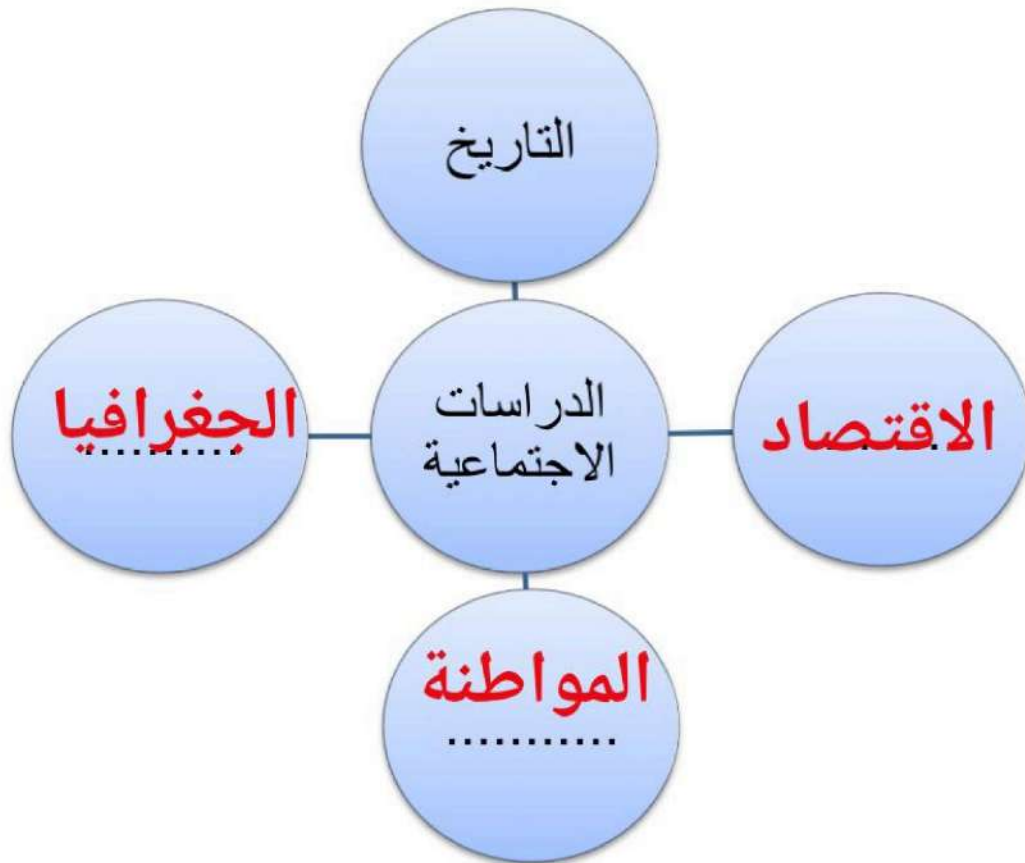 التاريخ
الاقتصاد
الدراسات
الاجتماعية
الجغرافيا
..........
المواطنة
...........